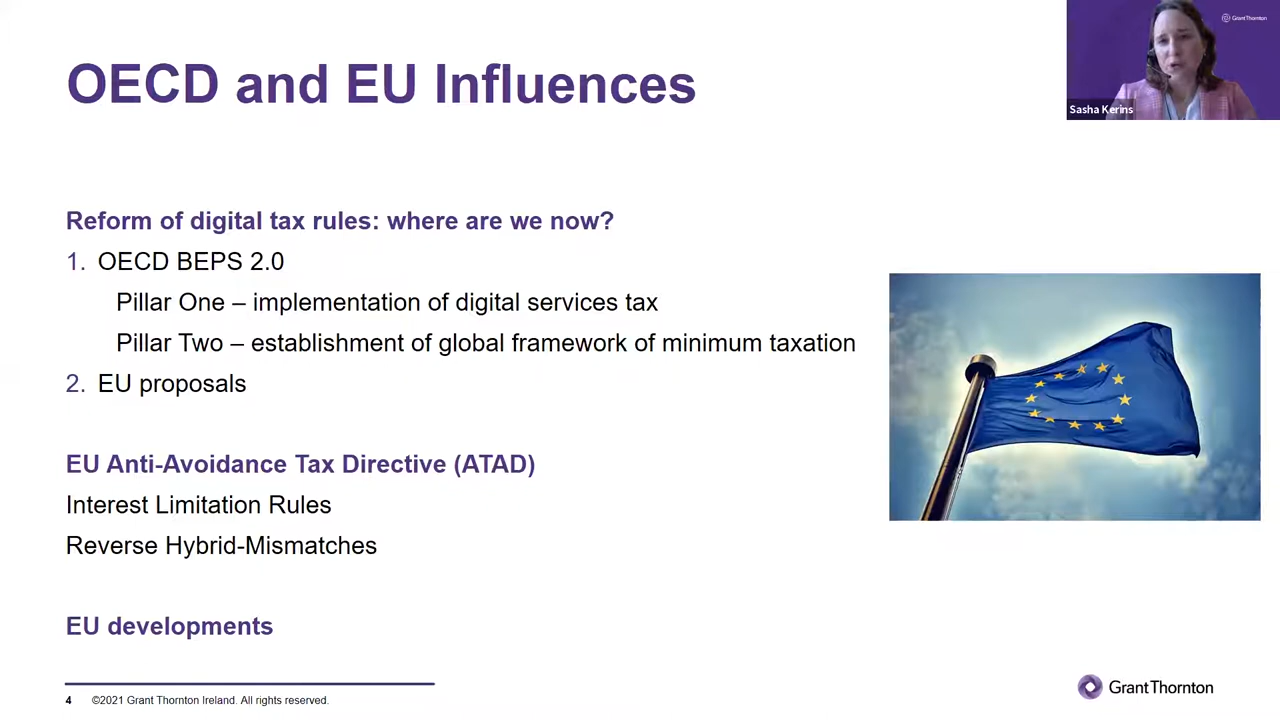 OECD and EU Influences
GrantThornton
Sasha Kerins
Reform of digital tax rules: where are we now?
1. OECD BEPS 2.0
Pillar One – implementation of digital services tax
Pillar Two – establishment of global framework of minimum taxation
2. EU proposals
EU Anti-Avoidance Tax Directive (ATAD)
Interest Limitation Rules
Reverse Hybrid-Mismatches
EU developments
4 ©2021 Grant Thornton Ireland. All rights reserved.
GrantThornton